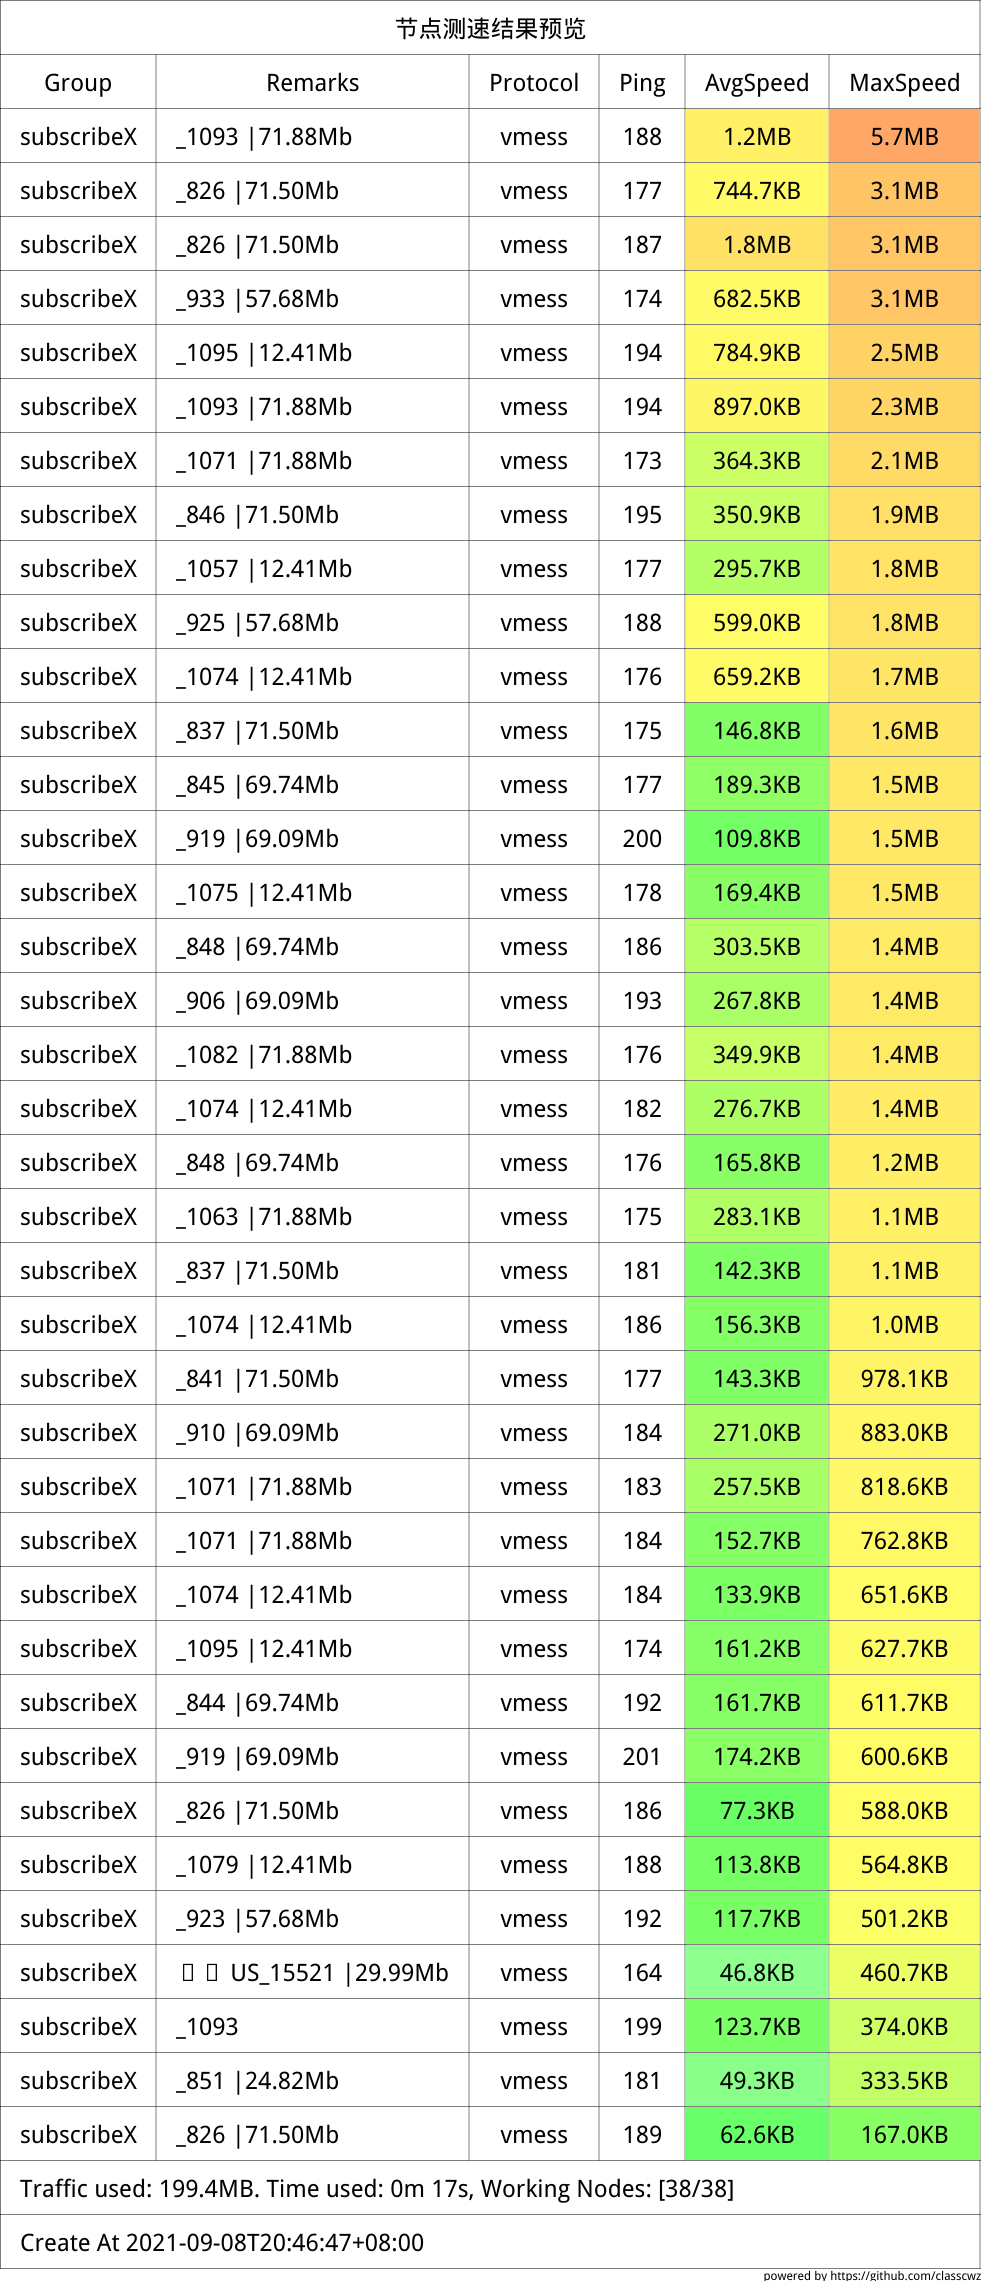 节点测速结果预览
Group Remarks Protocol Ping AvgSpeed MaxSpeed
subscribeX _1093 |71.88Mb vmess 188 1.2MB 5.7MB
subscribeX _826 |71.50Mb vmess 177 744.7KB 3.1MB
subscribeX _826 |71.50Mb vmess 187 1.8MB 3.1MB
subscribeX _933 |57.68Mb vmess 174 682.5KB 3.1MB
subscribeX _1095 |12.41Mb vmess 194 784.9KB 2.5MB
subscribeX _1093 |71.88Mb vmess 194 897.0KB 2.3MB
subscribeX _1071 |71.88Mb vmess 173 364.3KB 2.1MB
subscribeX _846 |71.50Mb vmess 195 350.9KB 1.9MB
subscribeX _1057 |12.41Mb vmess 177 295.7KB 1.8MB
subscribeX _925 |57.68Mb vmess 188 599.0KB 1.8MB
subscribeX _1074 |12.41Mb vmess 176 659.2KB 1.7MB
subscribeX _837 |71.50Mb vmess 175 146.8KB 1.6MB
subscribeX _845 |69.74Mb vmess 177 189.3KB 1.5MB
subscribeX _919 |69.09Mb vmess 200 109.8KB 1.5MB
subscribeX _1075 |12.41Mb vmess 178 169.4KB 1.5MB
subscribeX _848 |69.74Mb vmess 186 303.5KB 1.4MB
subscribeX _906 |69.09Mb vmess 193 267.8KB 1.4MB
subscribeX _1082 |71.88Mb vmess 176 349.9KB 1.4MB
subscribeX _1074 |12.41Mb vmess 182 276.7KB 1.4MB
subscribeX _848 |69.74Mb vmess 176 165.8KB 1.2MB
subscribeX _1063 |71.88Mb vmess 175 283.1KB 1.1MB
subscribeX _837 |71.50Mb vmess 181 142.3KB 1.1MB
subscribeX _1074 |12.41Mb vmess 186 156.3KB 1.0MB
subscribeX _841 |71.50Mb vmess 177 143.3KB 978.1KB
subscribeX _910 |69.09Mb vmess 184 271.0KB 883.0KB
subscribeX _1071 |71.88Mb vmess 183 257.5KB 818.6KB
subscribeX _1071 |71.88Mb vmess 184 152.7KB 762.8KB
subscribeX _1074 |12.41Mb vmess 184 133.9KB 651.6KB
subscribeX _1095 |12.41Mb vmess 174 161.2KB 627.7KB
subscribeX _844 |69.74Mb vmess 192 161.7KB 611.7KB
subscribeX _919 |69.09Mb vmess 201 174.2KB 600.6KB
subscribeX _826 |71.50Mb vmess 186 77.3KB 588.0KB
subscribeX _1079 |12.41Mb vmess 188 113.8KB 564.8KB
subscribeX _923 |57.68Mb vmess 192 117.7KB 501.2KB
subscribeX US_15521 |29.99Mb vmess 164 46.8KB 460.7KB
subscribeX _1093 vmess 199 123.7KB 374.0KB
subscribeX _851 |24.82Mb vmess 181 49.3KB 333.5KB
subscribeX _826 |71.50Mb vmess 189 62.6KB 167.0KB
Traffic used: 199.4MB. Time used: 0m 17s, Working Nodes: [38/38]
Create At 2021-09-08T20:46:47+08:00
powered by https://github.com/classcwz